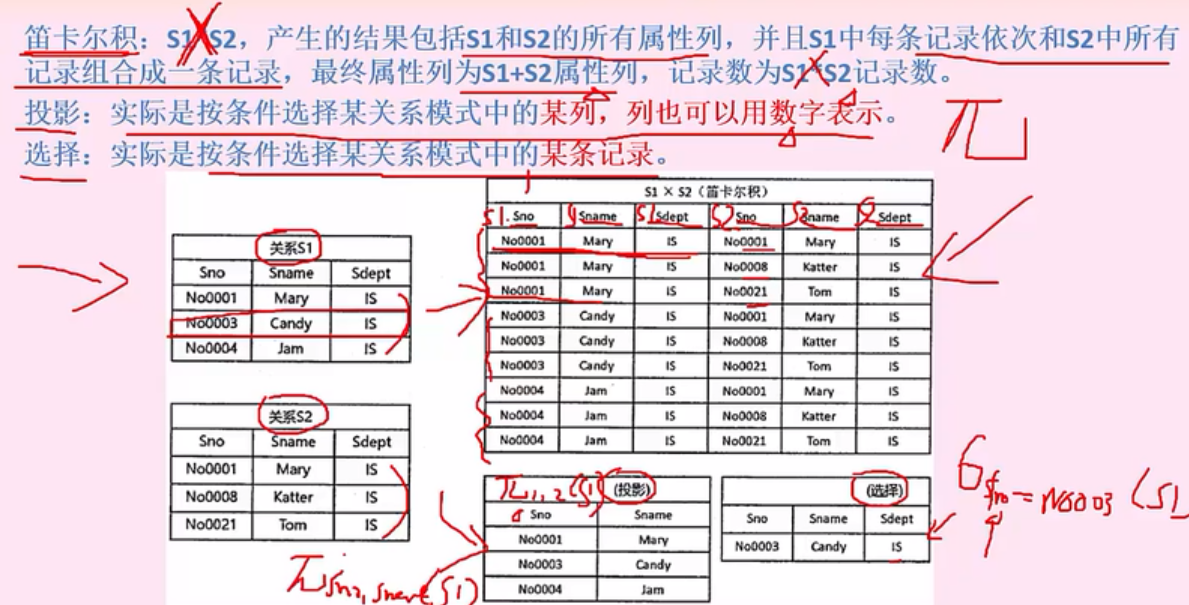 笛卡尔积：S1×S2，产生的结果包括S1和S2的所有属性列，并且S1中每条记录依次和S2中所有
记录组合成一条记录，最终属性列为S1+S2属性列，记录数为S1*S2记录数。
投影：实际是按条件选择某关系模式中的某列，列也可以用数字表示。
π
选择：实际是按条件选择某关系模式中的某条记录。
关系S1
Sno Sname Sdept
No0001 Mary IS
No0003 Candy IS
No0004 Jam IS
关系S2
Sno Sname Sdept
No0001 Mary IS
No0008 Katter IS
No0021 Tom IS
S1 × S2（笛卡尔积）
S1. Sno Sname S1 Sdept S2 Sno S2 Sname Sdept
No0001 Mary IS No0001 Mary IS
No0001 Mary IS No0008 Katter IS
No0001 Mary IS No0021 Tom IS
No0003 Candy IS No0001 Mary IS
No0003 Candy IS No0008 Katter IS
No0003 Candy IS No0021 Tom IS
No0004 Jam IS No0001 Mary IS
No0004 Jam IS No0008 Katter IS
No0004 Jam IS No0021 Tom IS
π1,2(S1) (投影)
Sno Sname
No0001 Mary
No0003 Candy
No0004 Jam
(选择)
Sno Sname Sdept
No0003 Candy IS
σ Sno=No0003 (S1
π (S1)